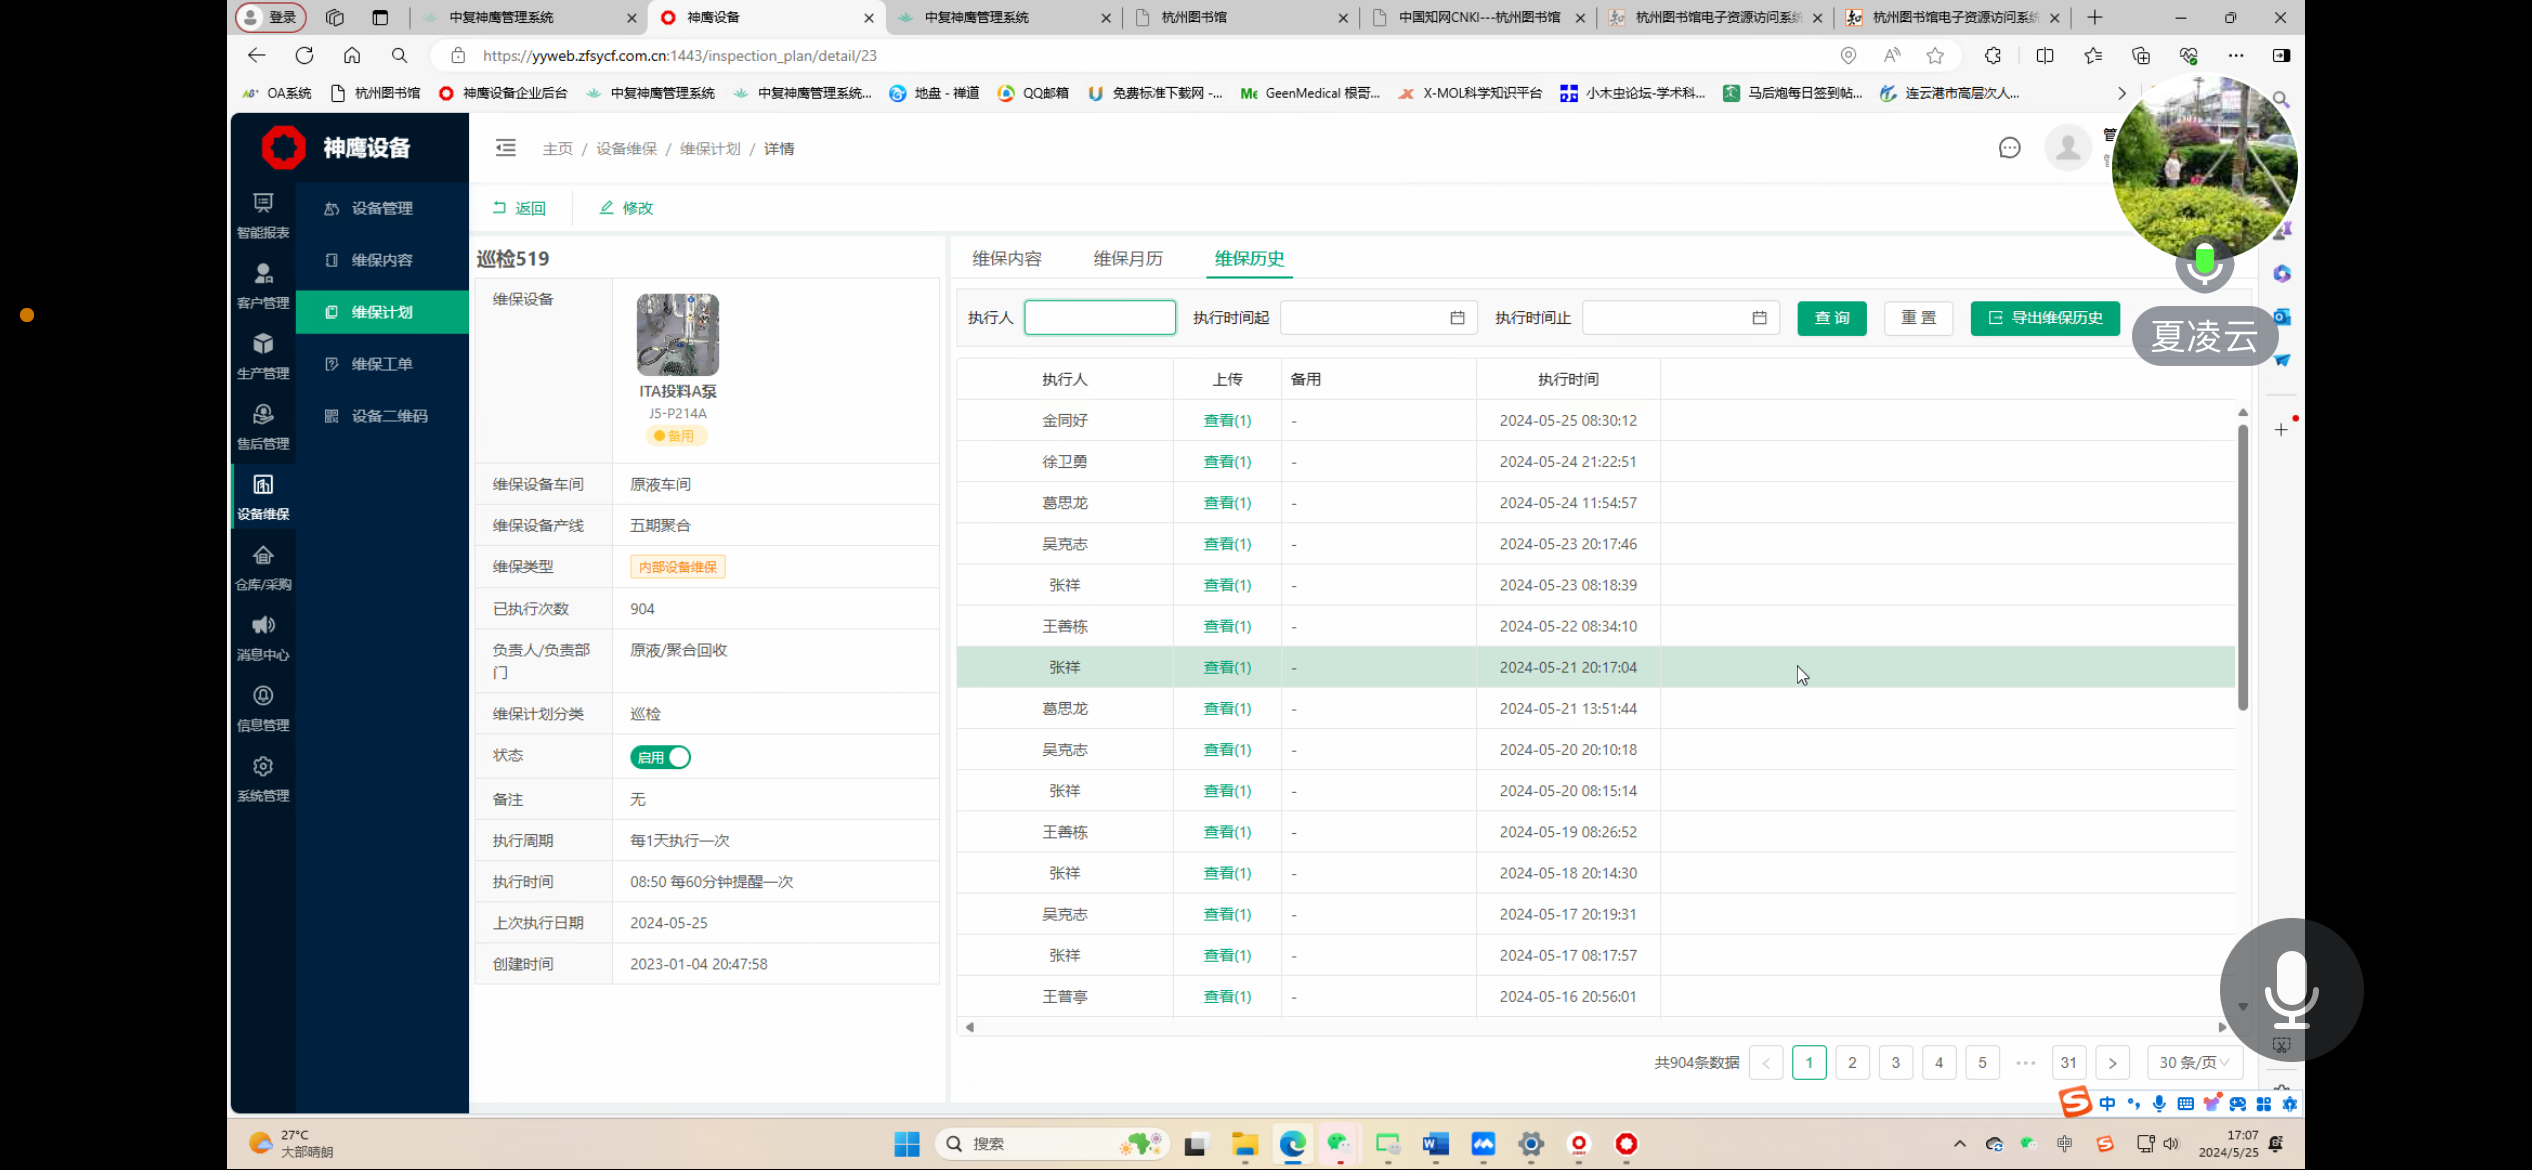 登录
中复神鹰管理系统
神鹰设备
中复神鹰管理系统
杭州图书馆
中国知网CNKI---杭州图书馆
杭州图书馆电子资源访问系统
杭州图书馆电子资源访问系统
https://yyweb.zfsycf.com.cn:1443/inspection_plan/detail/23
OA系统
杭州图书馆
神鹰设备企业后台
中复神鹰管理系统
中复神鹰管理系统...
地盘 - 禅道
QQ邮箱
免费标准下载网 -...
GeenMedical 根哥...
X-MOL科学知识平台
小木虫论坛-学术科...
马后炮每日签到帖...
连云港市高层次人...
神鹰设备
主页 / 设备维保 / 维保计划 / 详情
管
智能报表
客户管理
生产管理
售后管理
设备维保
仓库/采购
消息中心
信息管理
系统管理
设备管理
维保内容
维保计划
维保工单
设备二维码
返回
修改
巡检519
维保设备
ITA投料A泵
J5-P214A
备用
维保设备车间 原液车间
维保设备产线 五期聚合
维保类型 内部设备维保
已执行次数 904
负责人/负责部门 原液/聚合回收
维保计划分类 巡检
状态 启用
备注 无
执行周期 每1天执行一次
执行时间 08:50 每60分钟提醒一次
上次执行日期 2024-05-25
创建时间 2023-01-04 20:47:58
维保内容 维保月历 维保历史
执行人 执行时间起 执行时间止 查 询 重 置 导出维保历史
夏凌云
执行人 上传 备用 执行时间
金同好 查看(1) - 2024-05-25 08:30:12
徐卫勇 查看(1) - 2024-05-24 21:22:51
葛思龙 查看(1) - 2024-05-24 11:54:57
吴克志 查看(1) - 2024-05-23 20:17:46
张祥 查看(1) - 2024-05-23 08:18:39
王善栋 查看(1) - 2024-05-22 08:34:10
张祥 查看(1) - 2024-05-21 20:17:04
葛思龙 查看(1) - 2024-05-21 13:51:44
吴克志 查看(1) - 2024-05-20 20:10:18
张祥 查看(1) - 2024-05-20 08:15:14
王善栋 查看(1) - 2024-05-19 08:26:52
张祥 查看(1) - 2024-05-18 20:14:30
吴克志 查看(1) - 2024-05-17 20:19:31
张祥 查看(1) - 2024-05-17 08:17:57
王普亭 查看(1) - 2024-05-16 20:56:01
共904条数据 < 1 2 3 4 5 ••• 31 > 30 条/页
中
27°C
大部晴朗
搜索
中
17:07
2024/5/25